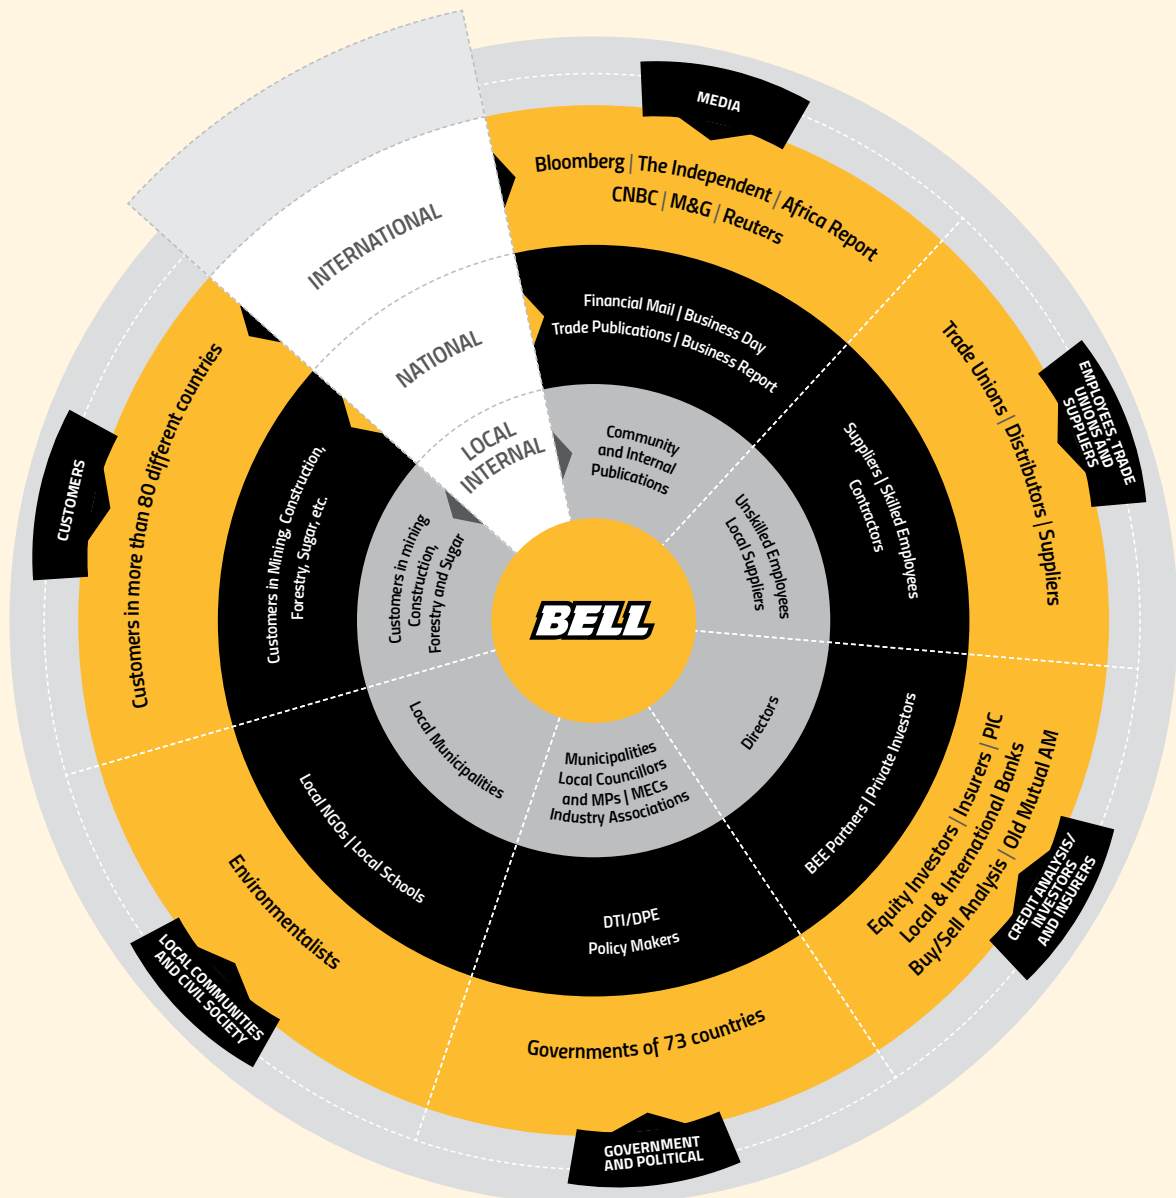 INTERNATIONAL
NATIONAL
LOCAL
INTERNAL
MEDIA
Bloomberg | The Independent | Africa Report
CNBC | M&G | Reuters
Financial Mail | Business Day
Trade Publications | Business Report
Community
and Internal
Publications
EMPLOYEES, TRADE
UNIONS AND
SUPPLIERS
Trade Unions | Distributors | Suppliers
Suppliers | Skilled Employees
Contractors
Unskilled Employees
Local Suppliers
CREDIT ANALYSIS/
INVESTORS
AND INSURERS
Equity Investors | Insurers | PIC
Local & International Banks
Buy/Sell Analysis | Old Mutual AM
BEE Partners | Private Investors
Directors
GOVERNMENT
AND POLITICAL
Governments of 73 countries
DTI/DPE
Policy Makers
Municipalities
Local Councillors
and MPs | MECs
Industry Associations
LOCAL COMMUNITIES
AND CIVIL SOCIETY
Environmentalists
Local NGOs | Local Schools
Local Municipalities
CUSTOMERS
Customers in more than 80 different countries
Customers in Mining, Construction,
Forestry, Sugar, etc.
Customers in mining
Construction,
Forestry and Sugar
BELL